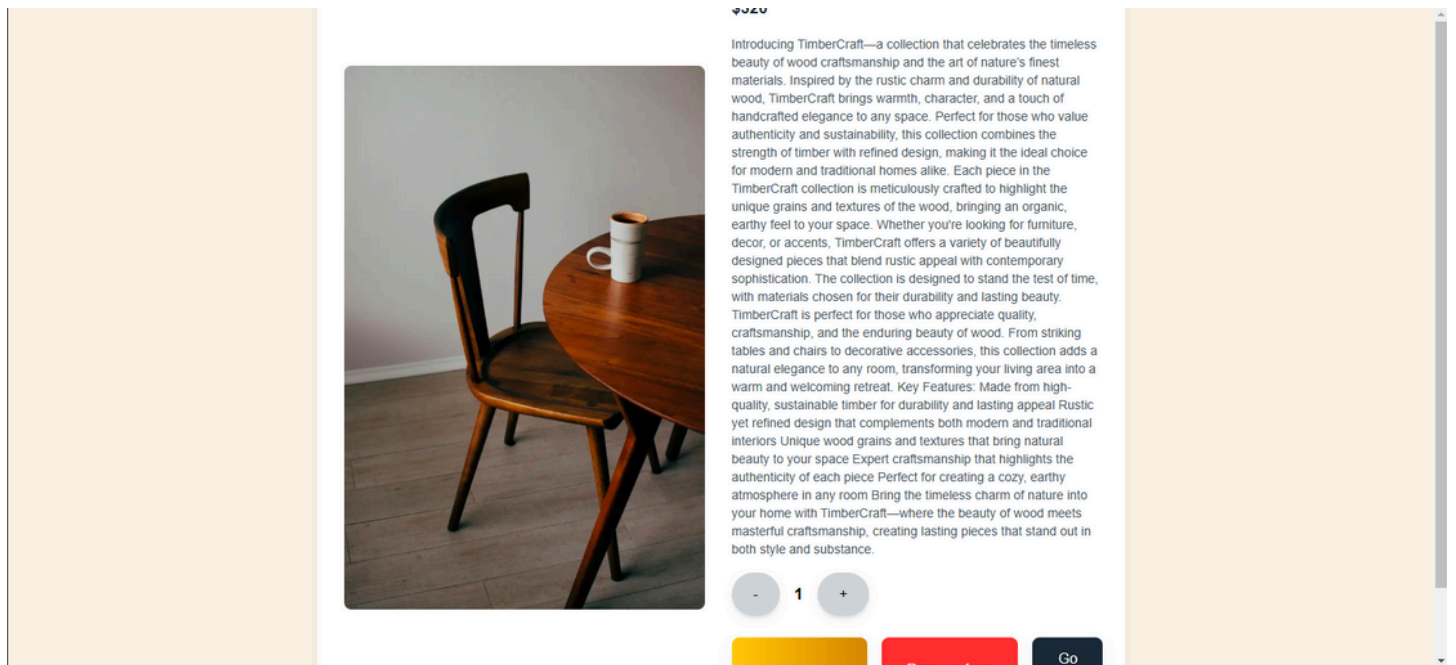 $320
Introducing TimberCraft—a collection that celebrates the timeless
beauty of wood craftsmanship and the art of nature's finest
materials. Inspired by the rustic charm and durability of natural
wood, TimberCraft brings warmth, character, and a touch of
handcrafted elegance to any space. Perfect for those who value
authenticity and sustainability, this collection combines the
strength of timber with refined design, making it the ideal choice
for modern and traditional homes alike. Each piece in the
TimberCraft collection is meticulously crafted to highlight the
unique grains and textures of the wood, bringing an organic,
earthy feel to your space. Whether you're looking for furniture,
decor, or accents, TimberCraft offers a variety of beautifully
designed pieces that blend rustic appeal with contemporary
sophistication. The collection is designed to stand the test of time,
with materials chosen for their durability and lasting beauty.
TimberCraft is perfect for those who appreciate quality,
craftsmanship, and the enduring beauty of wood. From striking
tables and chairs to decorative accessories, this collection adds a
natural elegance to any room, transforming your living area into a
warm and welcoming retreat. Key Features: Made from high-
quality, sustainable timber for durability and lasting appeal Rustic
yet refined design that complements both modern and traditional
interiors Unique wood grains and textures that bring natural
beauty to your space Expert craftsmanship that highlights the
authenticity of each piece Perfect for creating a cozy, earthy
atmosphere in any room Bring the timeless charm of nature into
your home with TimberCraft—where the beauty of wood meets
masterful craftsmanship, creating lasting pieces that stand out in
both style and substance.
- 1 +
Go